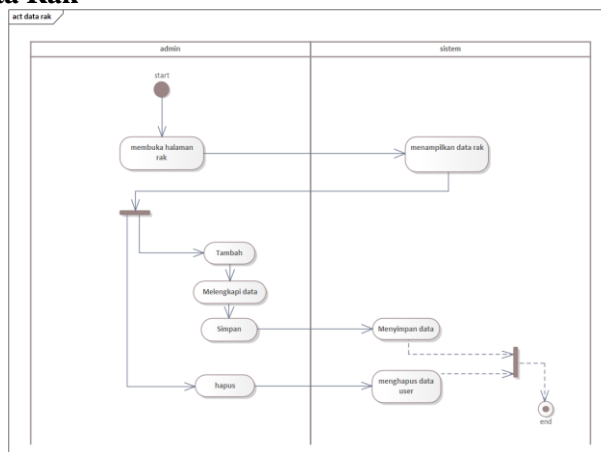 ta Rak
act data rak
admin
sistem
start
membuka halaman
rak
menampilkan data rak
Tambah
Melengkapi data
Simpan
Menyimpan data
hapus
menghapus data
user
end